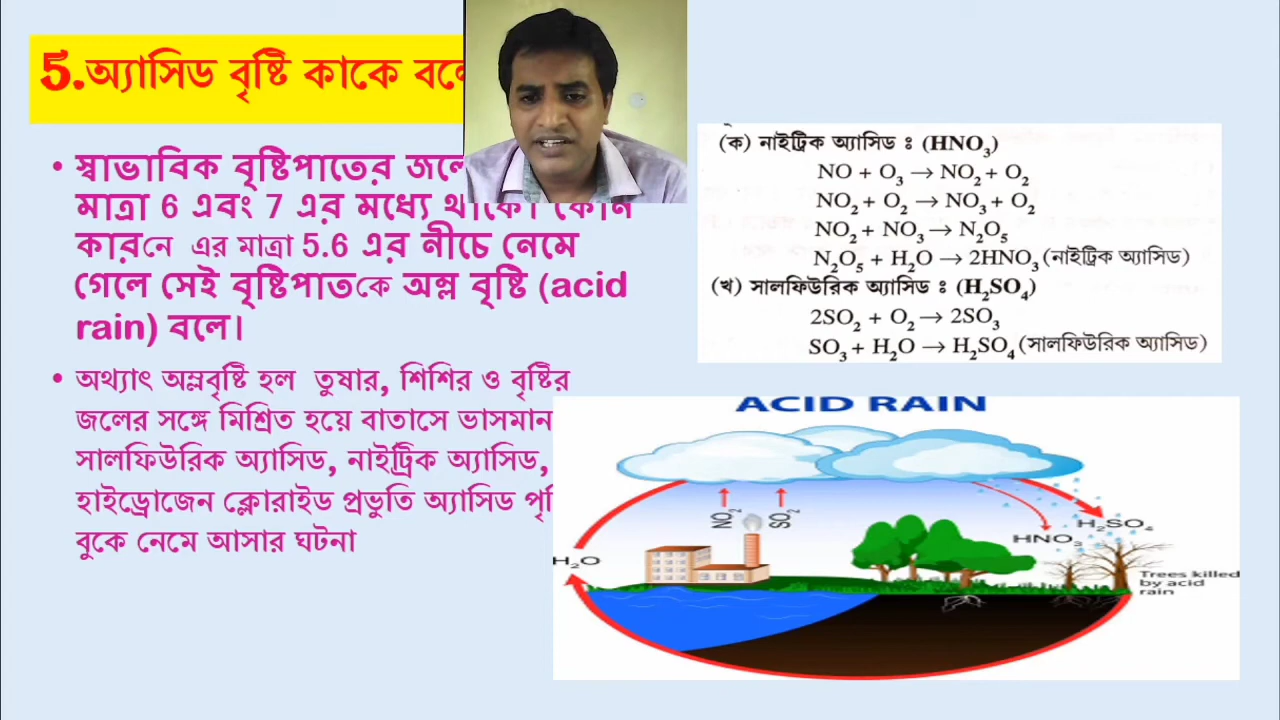 5.অ্যাসিড বৃষ্টি কাকে বলে
স্বাভাবিক বৃষ্টিপাতের জলে
মাত্রা 6 এবং 7 এর মধ্যে থাকে। কোন
কারনে এর মাত্রা 5.6 এর নীচে নেমে
গেলে সেই বৃষ্টিপাতকে অম্ল বৃষ্টি (acid
rain) বলে।
অথ্যাৎ অম্লবৃষ্টি হল তুষার, শিশির ও বৃষ্টির
জলের সঙ্গে মিশ্রিত হয়ে বাতাসে ভাসমান
সালফিউরিক অ্যাসিড, নাইট্রিক অ্যাসিড,
হাইড্রোজেন ক্লোরাইড প্রভুতি অ্যাসিড
বুকে নেমে আসার ঘটনা
(ক) নাইট্রিক অ্যাসিড ঃ (HNO₃)
NO + O₃ → NO₂ + O₂
NO₂ + O₂ → NO₃ + O₂
NO₂ + NO₃ → N₂O₅
N₂O₅ + H₂O → 2HNO₃ (নাইট্রিক অ্যাসিড)
(খ) সালফিউরিক অ্যাসিড ঃ (H₂SO₄)
2SO₂ + O₂ → 2SO₃
SO₃ + H₂O → H₂SO₄ (সালফিউরিক অ্যাসিড)
ACID RAIN
NO₂
SO₂
H₂SO₄
HNO₃
H₂O
Trees killed
by acid
rain